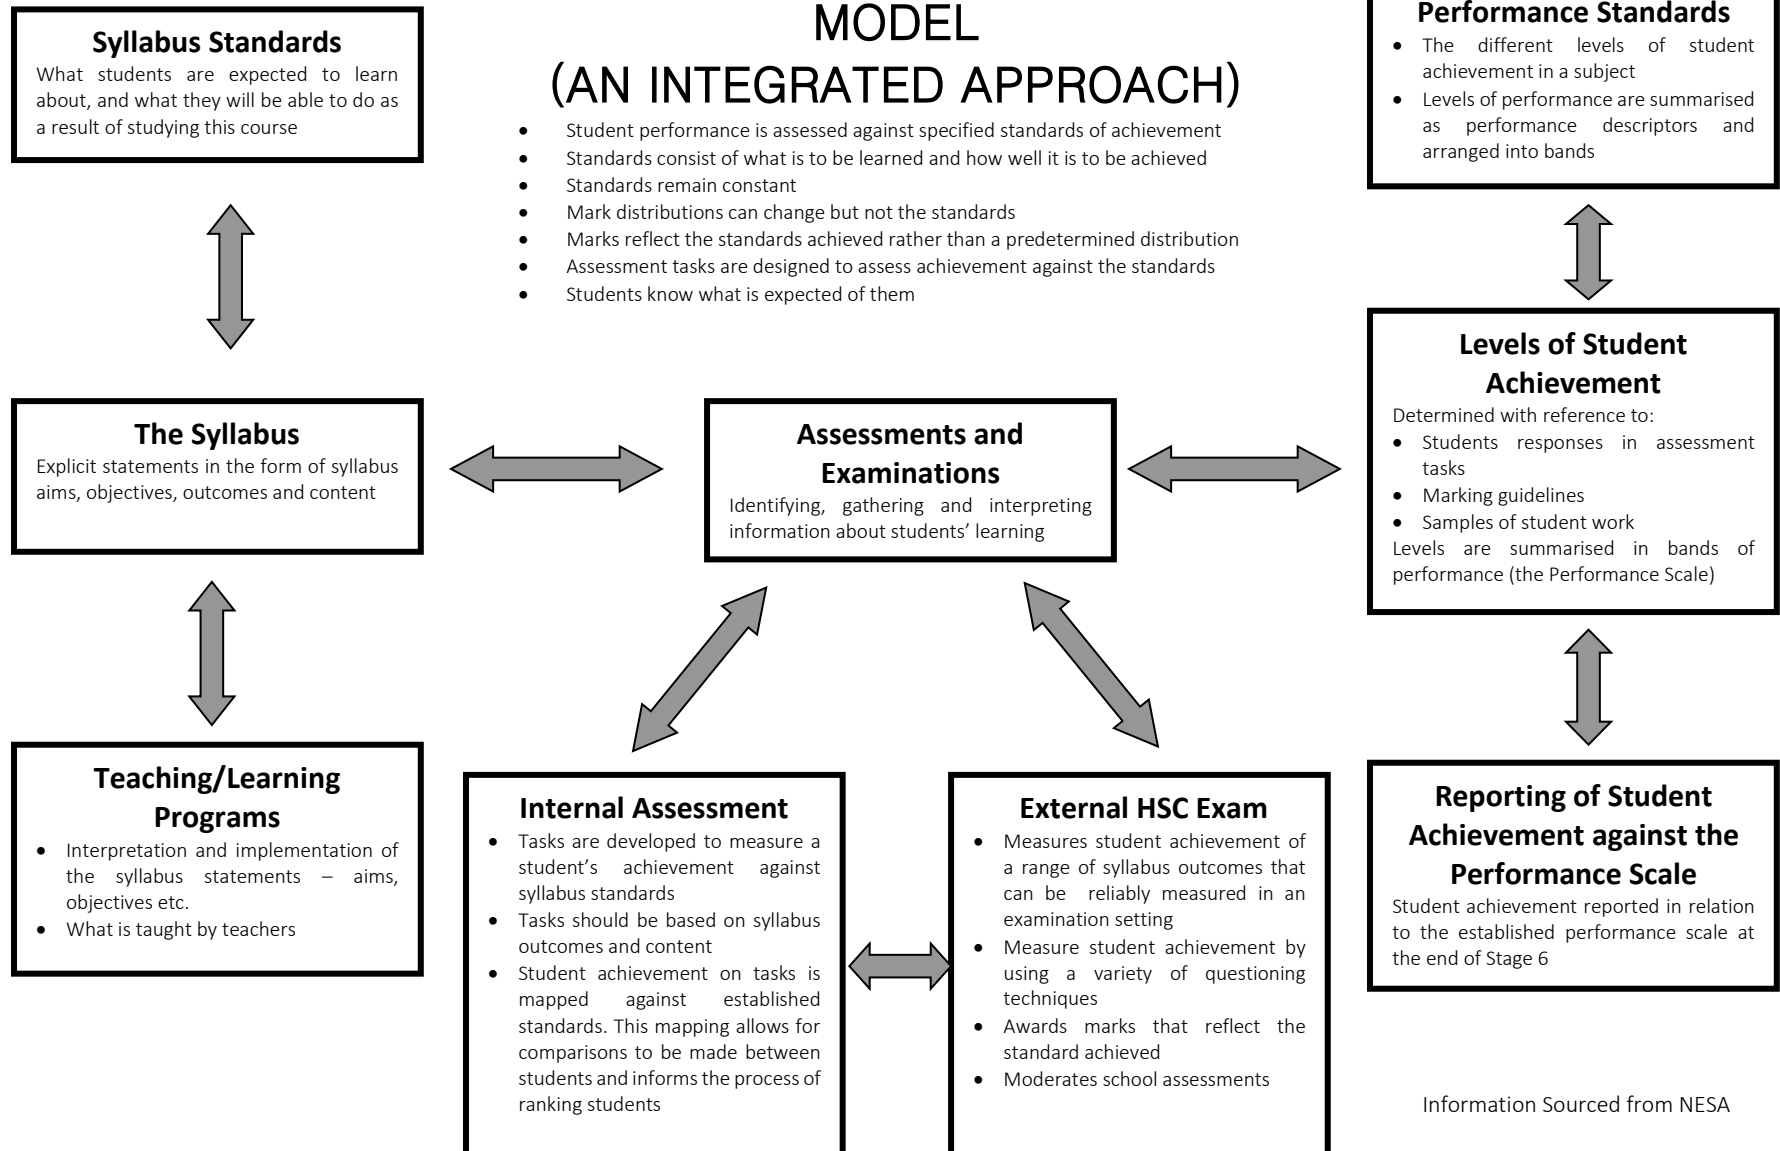 Syllabus Standards
What students are expected to learn
about, and what they will be able to do as
a result of studying this course
MODEL
(AN INTEGRATED APPROACH)
• Student performance is assessed against specified standards of achievement
• Standards consist of what is to be learned and how well it is to be achieved
• Standards remain constant
• Mark distributions can change but not the standards
• Marks reflect the standards achieved rather than a predetermined distribution
• Assessment tasks are designed to assess achievement against the standards
• Students know what is expected of them
Performance Standards
• The different levels of student
achievement in a subject
• Levels of performance are summarised
as performance descriptors and
arranged into bands
The Syllabus
Explicit statements in the form of syllabus
aims, objectives, outcomes and content
Assessments and
Examinations
Identifying, gathering and interpreting
information about students’ learning
Levels of Student
Achievement
Determined with reference to:
• Students responses in assessment
tasks
• Marking guidelines
• Samples of student work
Levels are summarised in bands of
performance (the Performance Scale)
Teaching/Learning
Programs
• Interpretation and implementation of
the syllabus statements – aims,
objectives etc.
• What is taught by teachers
Internal Assessment
• Tasks are developed to measure a
student’s achievement against
syllabus standards
• Tasks should be based on syllabus
outcomes and content
• Student achievement on tasks is
mapped against established
standards. This mapping allows for
comparisons to be made between
students and informs the process of
ranking students
External HSC Exam
• Measures student achievement of
a range of syllabus outcomes that
can be reliably measured in an
examination setting
• Measure student achievement by
using a variety of questioning
techniques
• Awards marks that reflect the
standard achieved
• Moderates school assessments
Reporting of Student
Achievement against the
Performance Scale
Student achievement reported in relation
to the established performance scale at
the end of Stage 6
Information Sourced from NESA